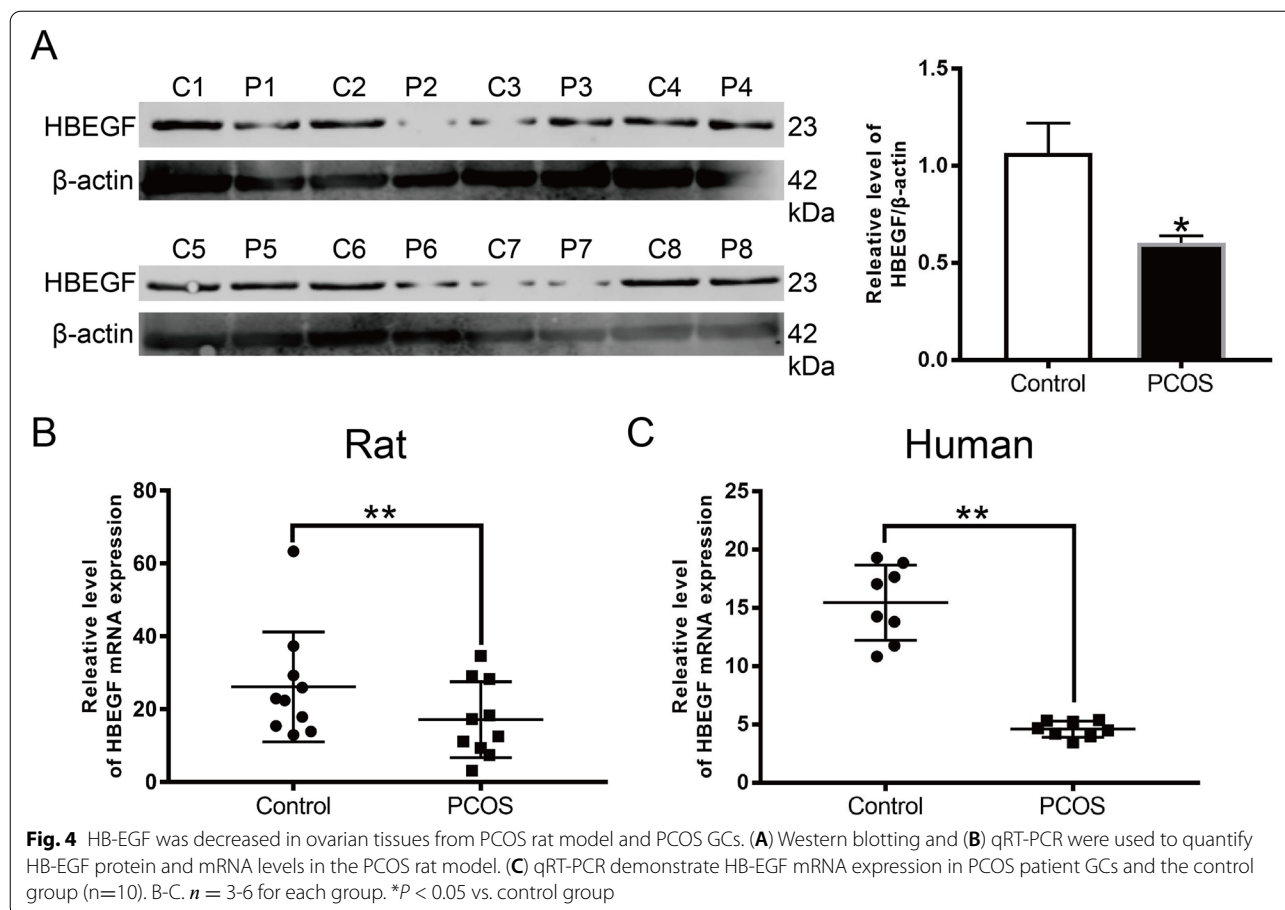 A
C1 P1 C2 P2 C3 P3 C4 P4
HBEGF 23
β-actin 42
kDa
C5 P5 C6 P6 C7 P7 C8 P8
HBEGF 23
β-actin 42
kDa
Releative level of
HBEGF/β-actin
1.5
1.0
0.5
0.0
*
Control PCOS
B
Rat
Releative level
of HBEGF mRNA expression
80
60
40
20
0
**
Control PCOS
C
Human
Releative level
of HBEGF mRNA expression
25
20
15
10
5
0
**
Control PCOS
Fig. 4 HB-EGF was decreased in ovarian tissues from PCOS rat model and PCOS GCs. (A) Western blotting and (B) qRT-PCR were used to quantify
HB-EGF protein and mRNA levels in the PCOS rat model. (C) qRT-PCR demonstrate HB-EGF mRNA expression in PCOS patient GCs and the control
group (n=10). B-C. n = 3-6 for each group. *P < 0.05 vs. control group